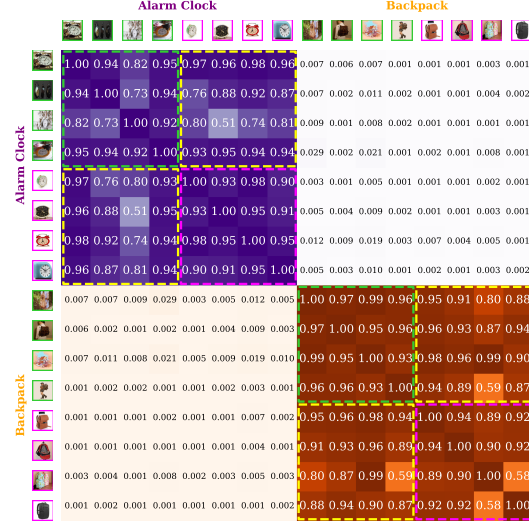 Alarm Clock Backpack
Alarm Clock
Backpack
1.00 0.94 0.82 0.95 0.97 0.96 0.98 0.96 0.007 0.006 0.007 0.001 0.001 0.001 0.003 0.001
0.94 1.00 0.73 0.94 0.76 0.88 0.92 0.87 0.007 0.002 0.011 0.002 0.001 0.001 0.004 0.002
0.82 0.73 1.00 0.92 0.80 0.51 0.74 0.81 0.009 0.001 0.008 0.002 0.001 0.001 0.008 0.001
0.95 0.94 0.92 1.00 0.93 0.95 0.94 0.94 0.029 0.002 0.021 0.001 0.002 0.001 0.008 0.001
0.97 0.76 0.80 0.93 1.00 0.93 0.98 0.90 0.003 0.001 0.005 0.001 0.001 0.001 0.002 0.001
0.96 0.88 0.51 0.95 0.93 1.00 0.95 0.91 0.005 0.004 0.009 0.002 0.001 0.001 0.003 0.001
0.98 0.92 0.74 0.94 0.98 0.95 1.00 0.95 0.012 0.009 0.019 0.003 0.007 0.004 0.005 0.001
0.96 0.87 0.81 0.94 0.90 0.91 0.95 1.00 0.005 0.003 0.010 0.001 0.002 0.001 0.003 0.002
0.007 0.007 0.009 0.029 0.003 0.005 0.012 0.005 1.00 0.97 0.99 0.96 0.95 0.91 0.80 0.88
0.006 0.002 0.001 0.002 0.001 0.004 0.009 0.003 0.97 1.00 0.95 0.96 0.96 0.93 0.87 0.94
0.007 0.011 0.008 0.021 0.005 0.009 0.019 0.010 0.99 0.95 1.00 0.93 0.98 0.96 0.99 0.90
0.001 0.002 0.002 0.001 0.001 0.002 0.003 0.001 0.96 0.96 0.93 1.00 0.94 0.89 0.59 0.87
0.001 0.001 0.001 0.002 0.001 0.001 0.007 0.002 0.95 0.96 0.98 0.94 1.00 0.94 0.89 0.92
0.001 0.001 0.001 0.001 0.001 0.001 0.004 0.001 0.91 0.93 0.96 0.89 0.94 1.00 0.90 0.92
0.003 0.004 0.001 0.008 0.002 0.003 0.005 0.003 0.80 0.87 0.99 0.59 0.89 0.90 1.00 0.58
0.001 0.002 0.001 0.001 0.001 0.001 0.001 0.002 0.88 0.94 0.90 0.87 0.92 0.92 0.58 1.00